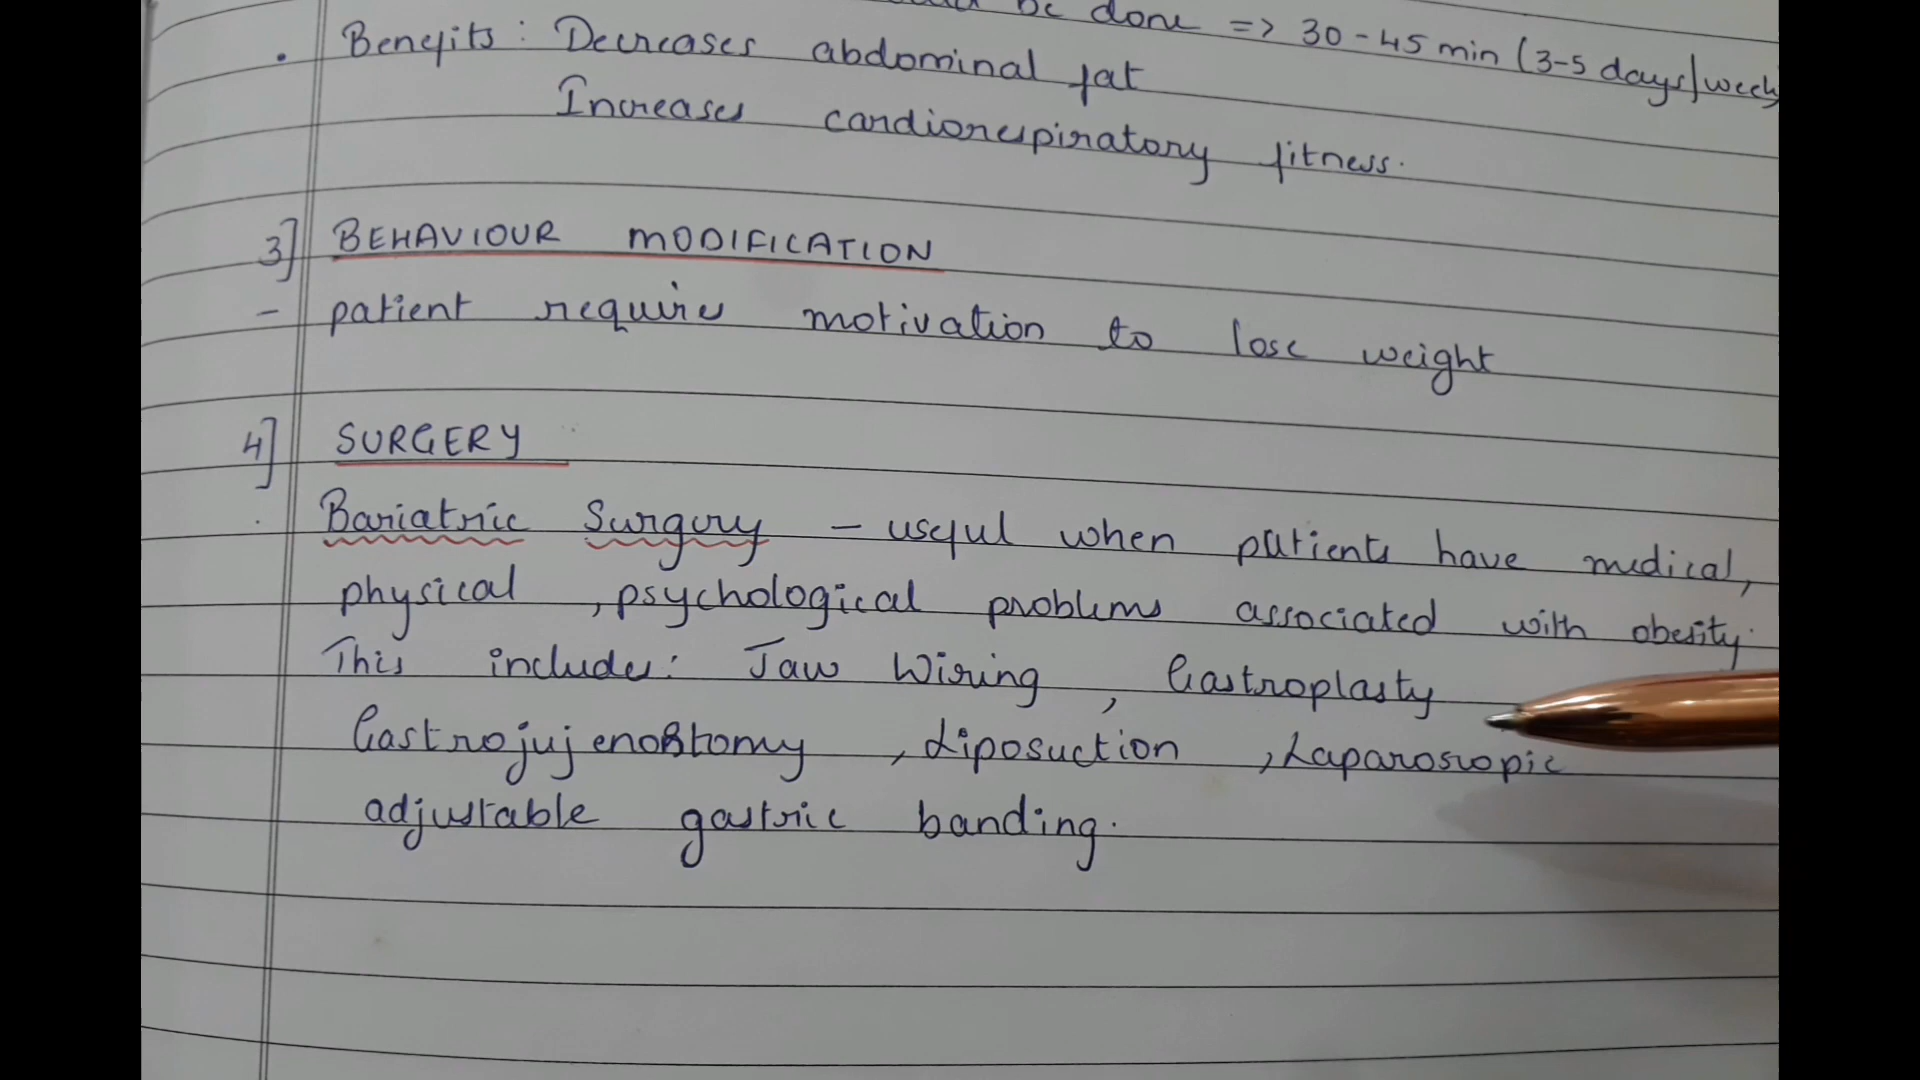 be done => 30-45 min (3-5 days/week)
• Benefits: Decreases abdominal fat
Increases cardiorespiratory fitness.
3] BEHAVIOUR MODIFICATION
- patient require motivation to lose weight
4] SURGERY
Bariatric Surgery - useful when patients have medical,
physical, psychological problems associated with obesity.
This include: Jaw Wiring, Gastroplasty
Gastrojujenostomy, Liposuction, Laparoscopic
adjustable gastric banding.